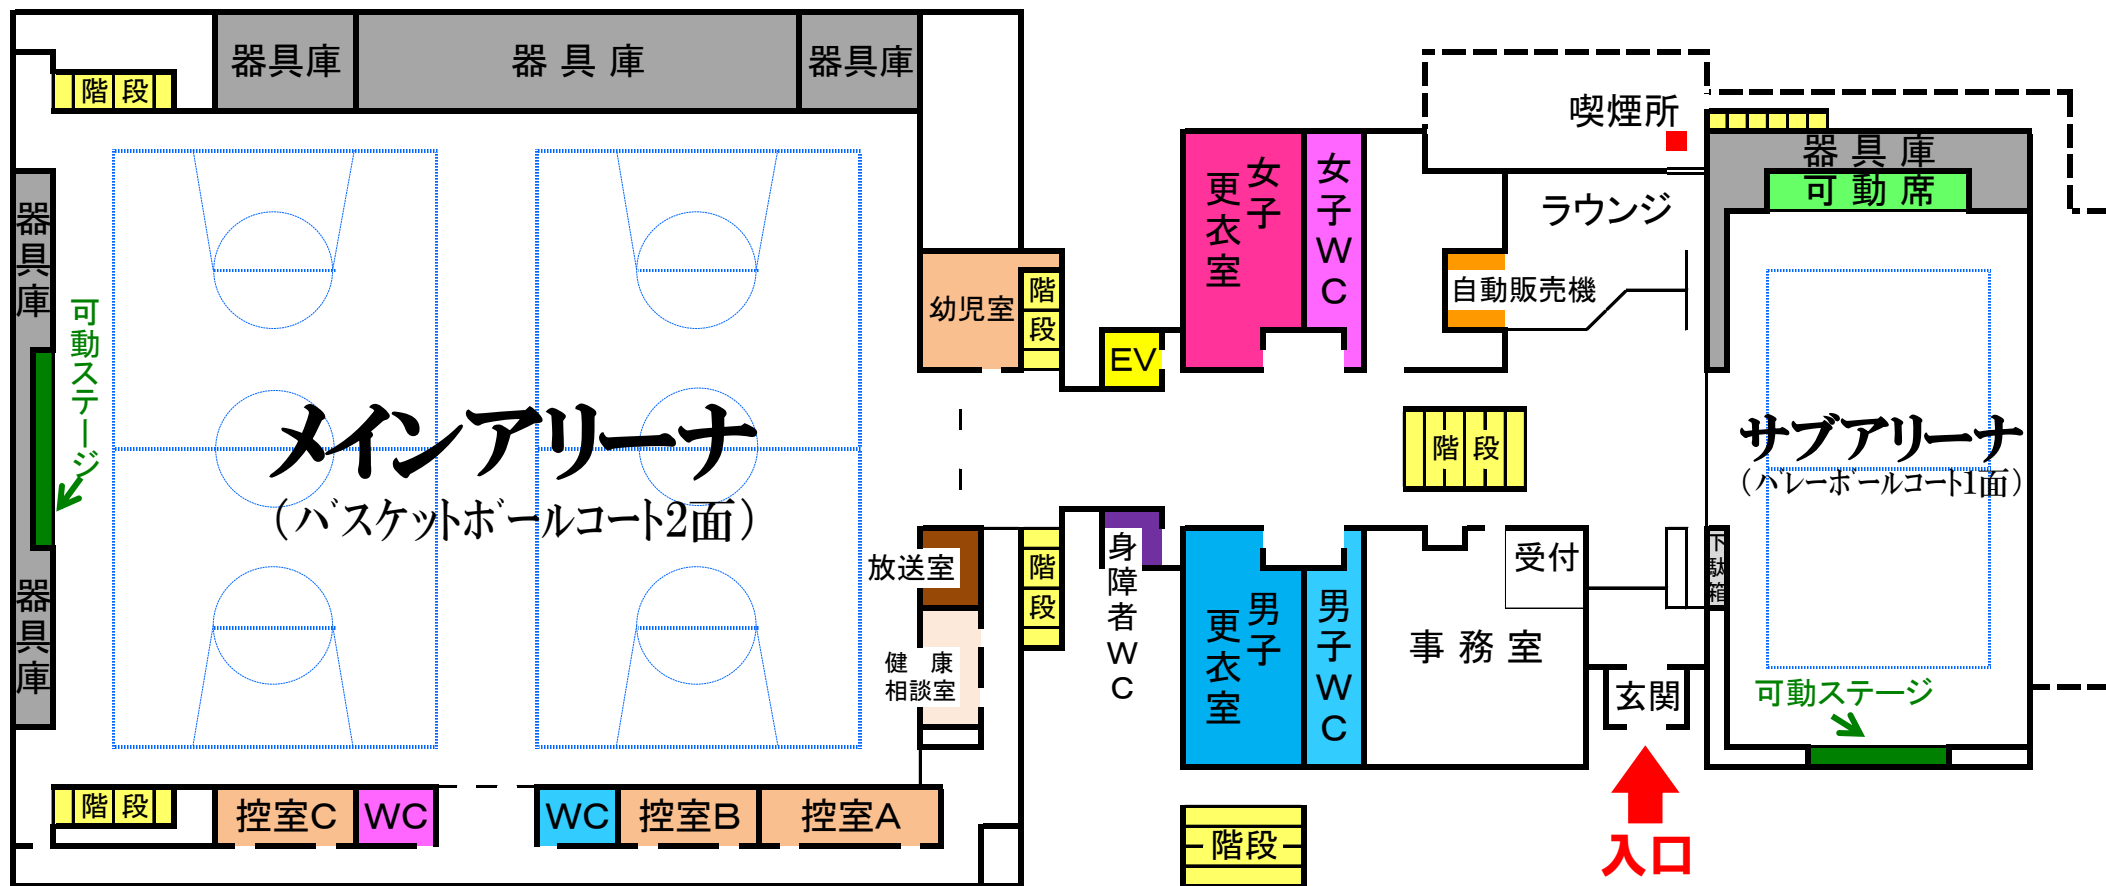 器具庫
器具庫
器具庫
階段
喫煙所
器具庫
可動席
女子
更衣室
女子WC
ラウンジ
器具庫
可動ステージ
幼児室
階段
自動販売機
EV
メインアリーナ
(バスケットボールコート2面)
階段
サブアリーナ
(バレーボールコート1面)
放送室
階段
身障者WC
受付
下駄箱
器具庫
健康
相談室
男子
更衣室
男子WC
事務室
玄関
可動ステージ
階段
控室C
WC
WC
控室B
控室A
階段
入口